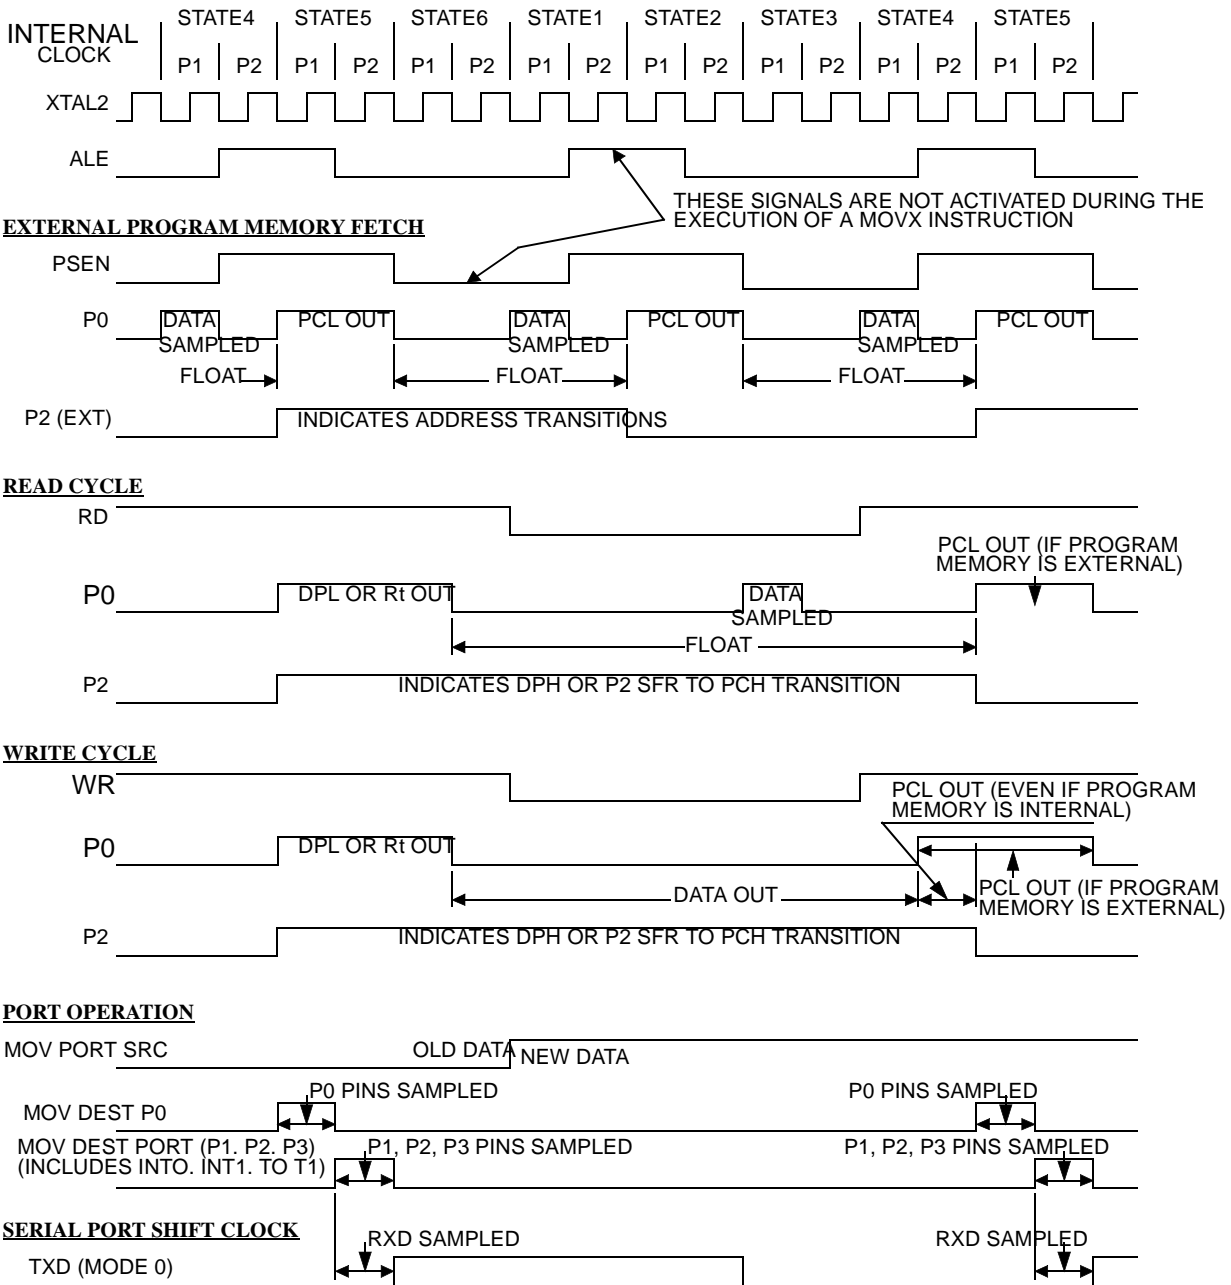 STATE4 STATE5 STATE6 STATE1 STATE2 STATE3 STATE4 STATE5
INTERNAL
CLOCK
P1 P2 P1 P2 P1 P2 P1 P2 P1 P2 P1 P2 P1 P2 P1 P2
XTAL2
ALE
THESE SIGNALS ARE NOT ACTIVATED DURING THE
EXECUTION OF A MOVX INSTRUCTION
EXTERNAL PROGRAM MEMORY FETCH
PSEN
P0 DATA PCL OUT DATA PCL OUT DATA PCL OUT
SAMPLED SAMPLED SAMPLED
FLOAT FLOAT FLOAT
P2 (EXT) INDICATES ADDRESS TRANSITIONS
READ CYCLE
RD
PCL OUT (IF PROGRAM
MEMORY IS EXTERNAL)
P0 DPL OR Rt OUT DATA
SAMPLED
FLOAT
P2 INDICATES DPH OR P2 SFR TO PCH TRANSITION
WRITE CYCLE
WR
PCL OUT (EVEN IF PROGRAM
MEMORY IS INTERNAL)
P0 DPL OR Rt OUT
DATA OUT
PCL OUT (IF PROGRAM
MEMORY IS EXTERNAL)
P2 INDICATES DPH OR P2 SFR TO PCH TRANSITION
PORT OPERATION
MOV PORT SRC OLD DATA NEW DATA
P0 PINS SAMPLED P0 PINS SAMPLED
MOV DEST P0
MOV DEST PORT (P1. P2. P3) P1, P2, P3 PINS SAMPLED P1, P2, P3 PINS SAMPLED
(INCLUDES INTO. INT1. TO T1)
SERIAL PORT SHIFT CLOCK
RXD SAMPLED RXD SAMPLED
TXD (MODE 0)